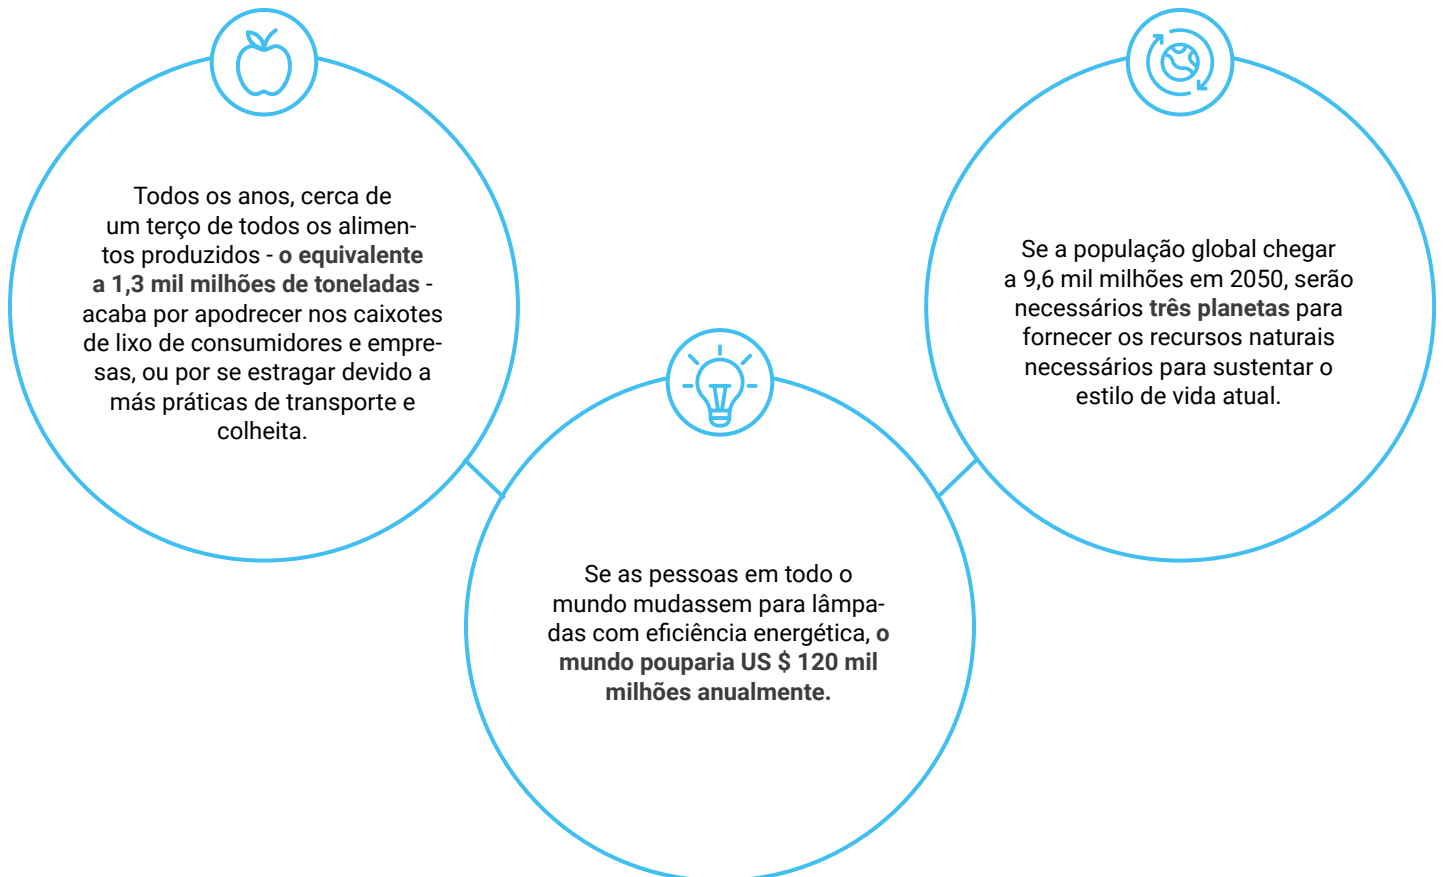 Todos os anos, cerca de
um terço de todos os alimen-
tos produzidos - o equivalente
a 1,3 mil milhões de toneladas -
acaba por apodrecer nos caixotes
de lixo de consumidores e empre-
sas, ou por se estragar devido a
más práticas de transporte e
colheita.
Se as pessoas em todo o
mundo mudassem para lâmpa-
das com eficiência energética, o
mundo pouparia US $ 120 mil
milhões anualmente.
Se a população global chegar
a 9,6 mil milhões em 2050, serão
necessários três planetas para
fornecer os recursos naturais
necessários para sustentar o
estilo de vida atual.